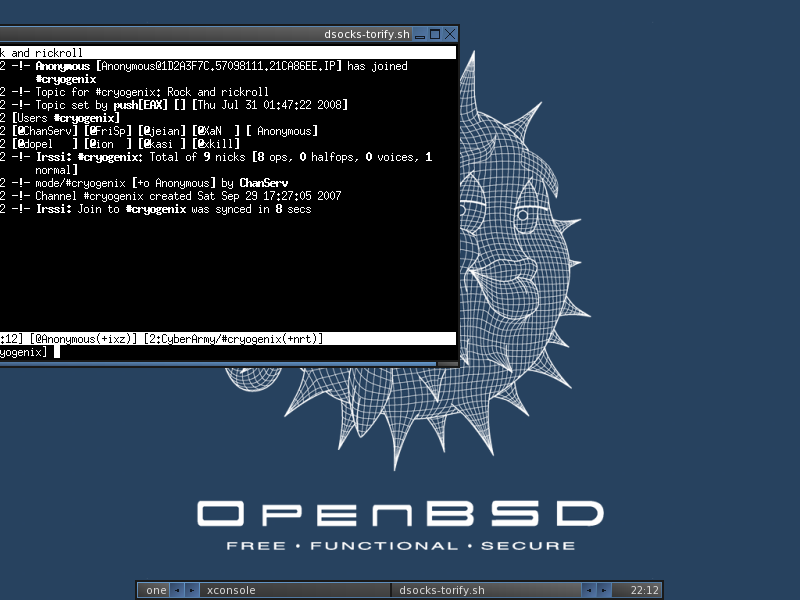 dsocks-torify.sh
k and rickroll
2 -!- Anonymous [Anonymous@1D2A3F7C.57098111.21CA86EE.IP] has joined
#cryogenix
2 -!- Topic for #cryogenix: Rock and rickroll
2 -!- Topic set by push[EAX] [] [Thu Jul 31 01:47:22 2008]
2 [Users #cryogenix]
2 [@ChanServ] [@FriSp] [@jeian] [@XaN  ] [ Anonymous]
2 [@dopel   ] [@ion  ] [@kasi ] [@xkill]
2 -!- Irssi: #cryogenix: Total of 9 nicks [8 ops, 0 halfops, 0 voices, 1
normal]
2 -!- mode/#cryogenix [+o Anonymous] by ChanServ
2 -!- Channel #cryogenix created Sat Sep 29 17:27:05 2007
2 -!- Irssi: Join to #cryogenix was synced in 8 secs
:12] [@Anonymous(+ixz)] [2:CyberArmy/#cryogenix(+nrt)]
yogenix]
OPENBSD
FREE • FUNCTIONAL • SECURE
one xconsole dsocks-torify.sh 22:12